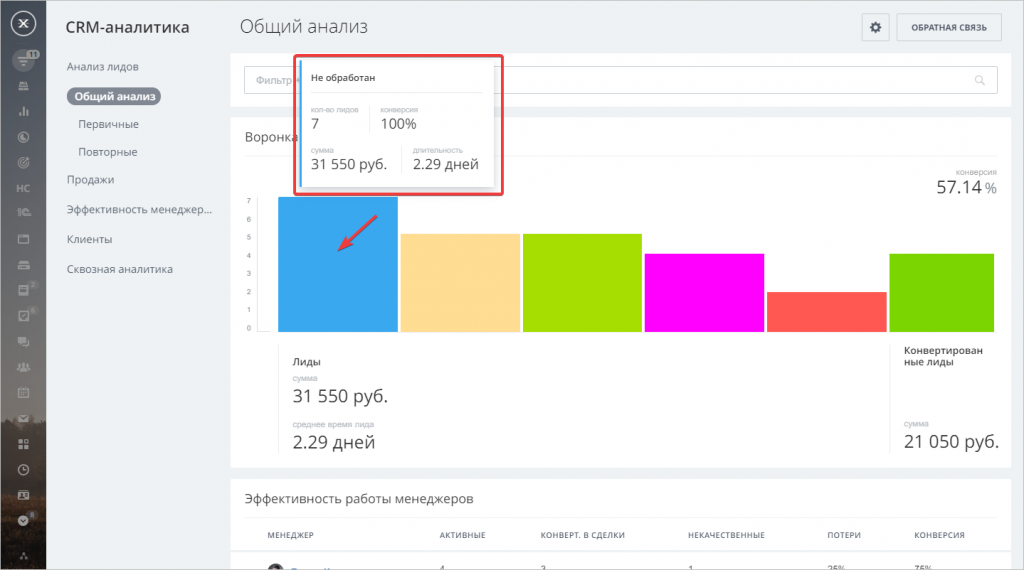 CRM-аналитика
Общий анализ
ОБРАТНАЯ СВЯЗЬ
11
НС
1С
2
6
8
Анализ лидов
Общий анализ
Первичные
Повторные
Продажи
Эффективность менеджер...
Клиенты
Сквозная аналитика
Фильтр
Не обработан
кол-во лидов
конверсия
7
100%
сумма
длительность
31 550 руб.
2.29 дней
Воронка
конверсия
57.14 %
7
6
5
4
3
2
1
0
Лиды
сумма
31 550 руб.
среднее время лида
2.29 дней
Конвертирован
ные лиды
сумма
21 050 руб.
Эффективность работы менеджеров
МЕНЕДЖЕР
АКТИВНЫЕ
КОНВЕРТ. В СДЕЛКИ
НЕКАЧЕСТВЕННЫЕ
ПОТЕРИ
КОНВЕРСИЯ
4
3
1
25%
75%